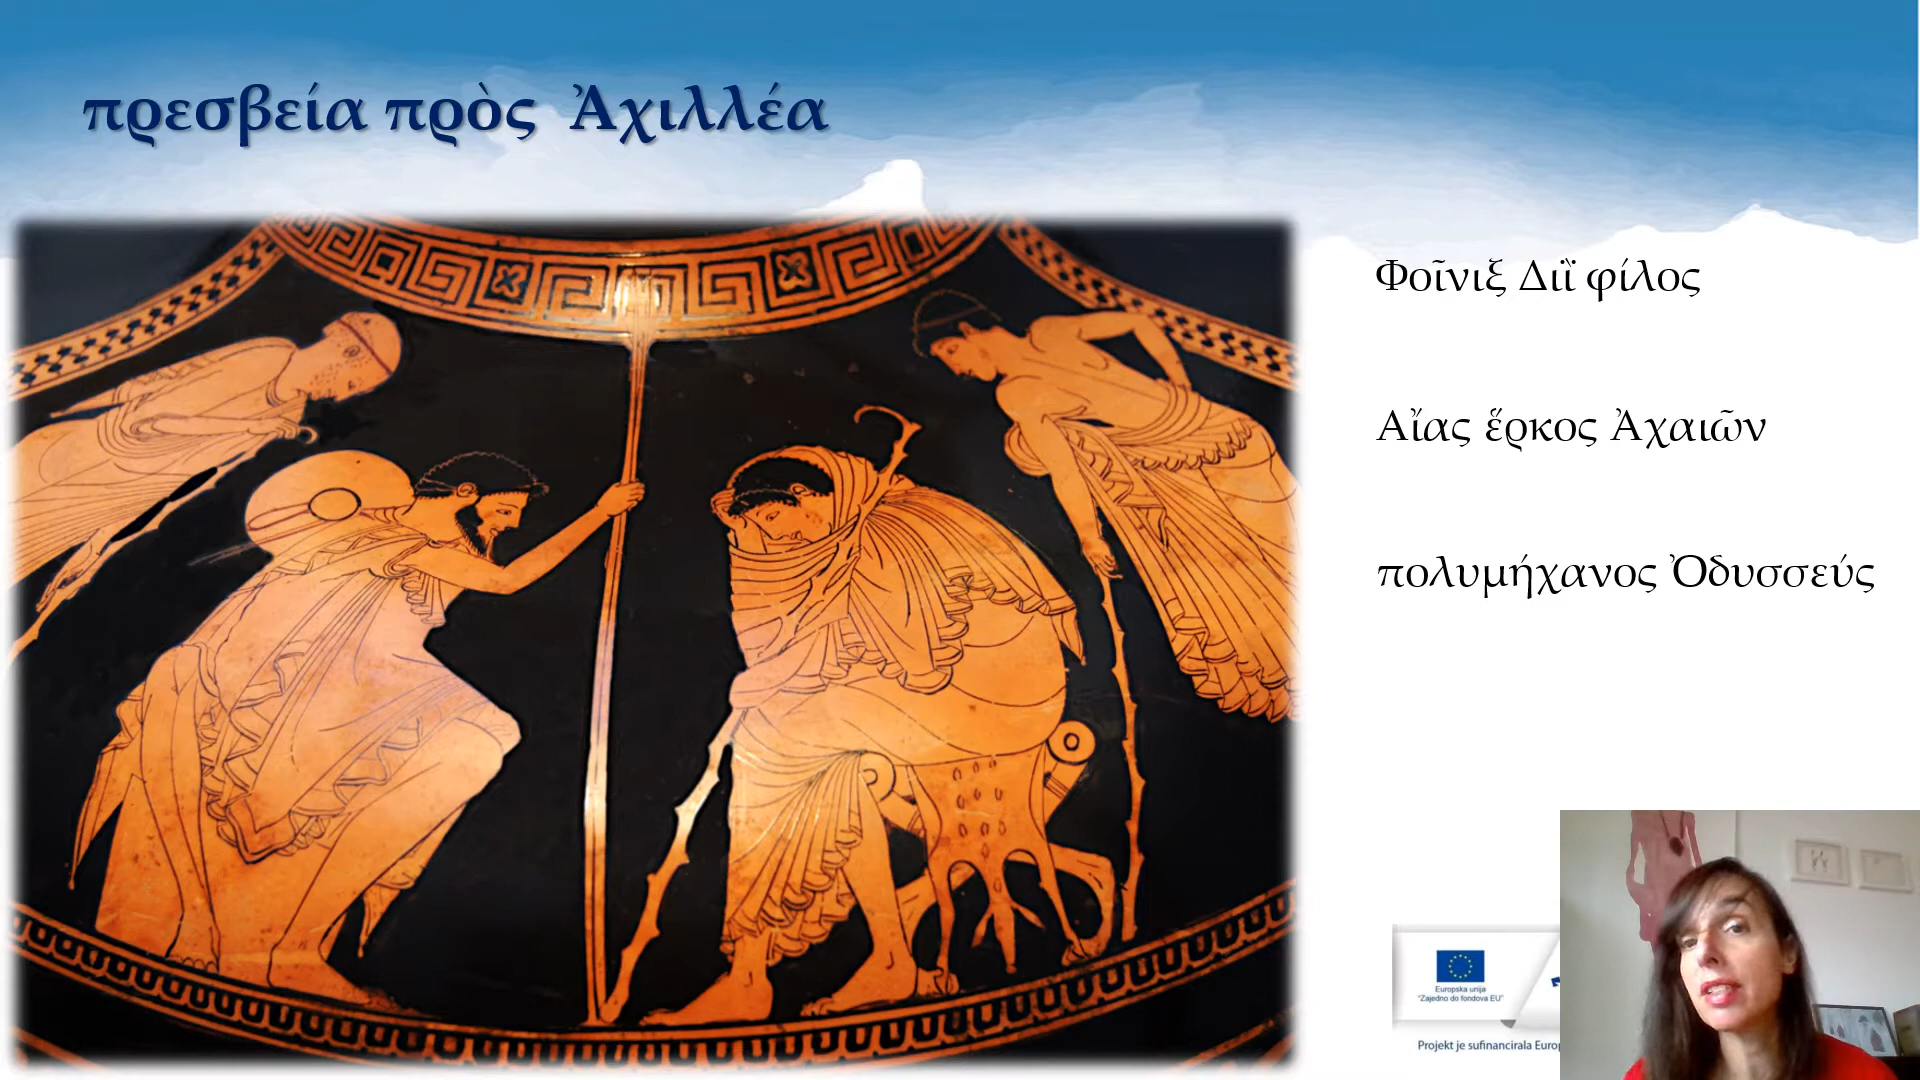 πρεσβεία πρὸς Ἀχιλλέα
Φοῖνιξ Διῒ φίλος
Αἴας ἕρκος Ἀχαιῶν
πολυμήχανος Ὀδυσσεύς
Europska unija
"Zajedno do fondova EU"
Projekt je sufinancirala